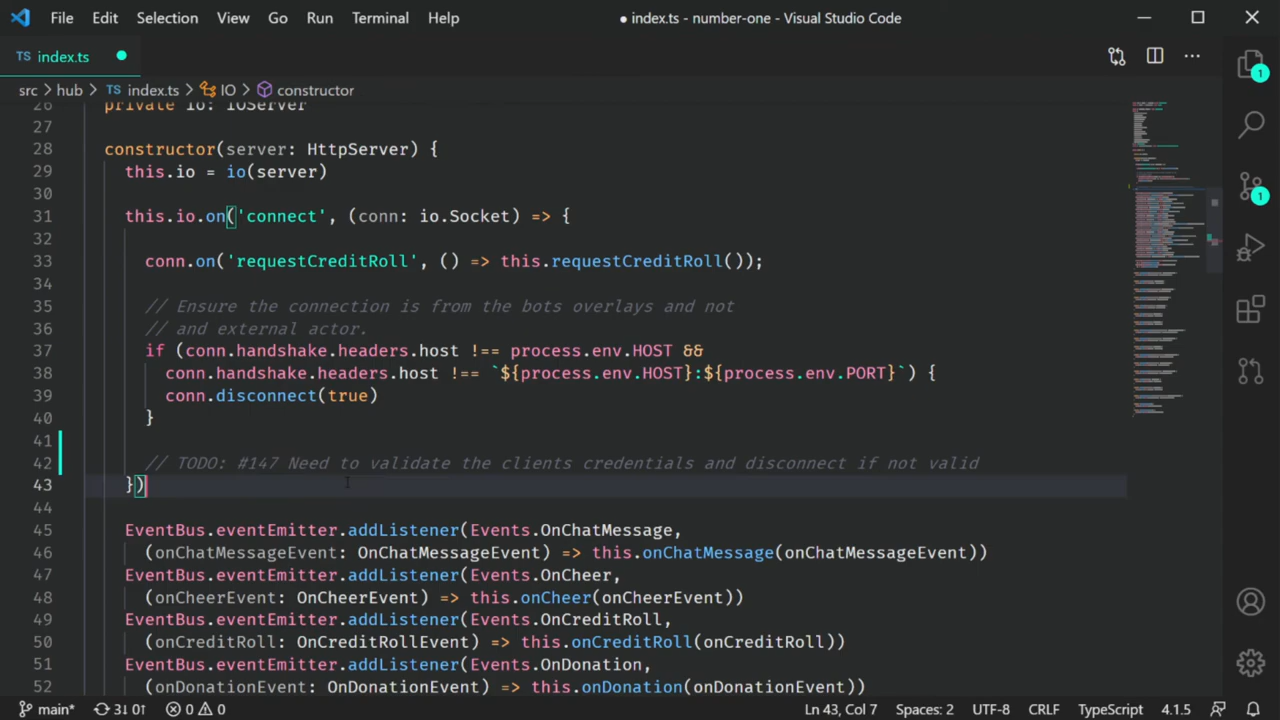 File Edit Selection View Go Run Terminal Help ● index.ts - number-one - Visual Studio Code
TS index.ts
src > hub > TS index.ts > IO > constructor
26 private io: IOServer
27
28 constructor(server: HttpServer) {
29 this.io = io(server)
30
31 this.io.on('connect', (conn: io.Socket) => {
32
33 conn.on('requestCreditRoll', () => this.requestCreditRoll());
34
35 // Ensure the connection is from the bots overlays and not
36 // and external actor.
37 if (conn.handshake.headers.host !== process.env.HOST &&
38 conn.handshake.headers.host !== `${process.env.HOST}:${process.env.PORT}`) {
39 conn.disconnect(true)
40 }
41
42 // TODO: #147 Need to validate the clients credentials and disconnect if not valid
43 })
44
45 EventBus.eventEmitter.addListener(Events.OnChatMessage,
46 (onChatMessageEvent: OnChatMessageEvent) => this.onChatMessage(onChatMessageEvent))
47 EventBus.eventEmitter.addListener(Events.OnCheer,
48 (onCheerEvent: OnCheerEvent) => this.onCheer(onCheerEvent))
49 EventBus.eventEmitter.addListener(Events.OnCreditRoll,
50 (onCreditRoll: OnCreditRollEvent) => this.onCreditRoll(onCreditRoll))
51 EventBus.eventEmitter.addListener(Events.OnDonation,
52 (onDonationEvent: OnDonationEvent) => this.onDonation(onDonationEvent))
1
1
main* 3↓ 0↑ 0 0 Ln 43, Col 7 Spaces: 2 UTF-8 CRLF TypeScript 4.1.5